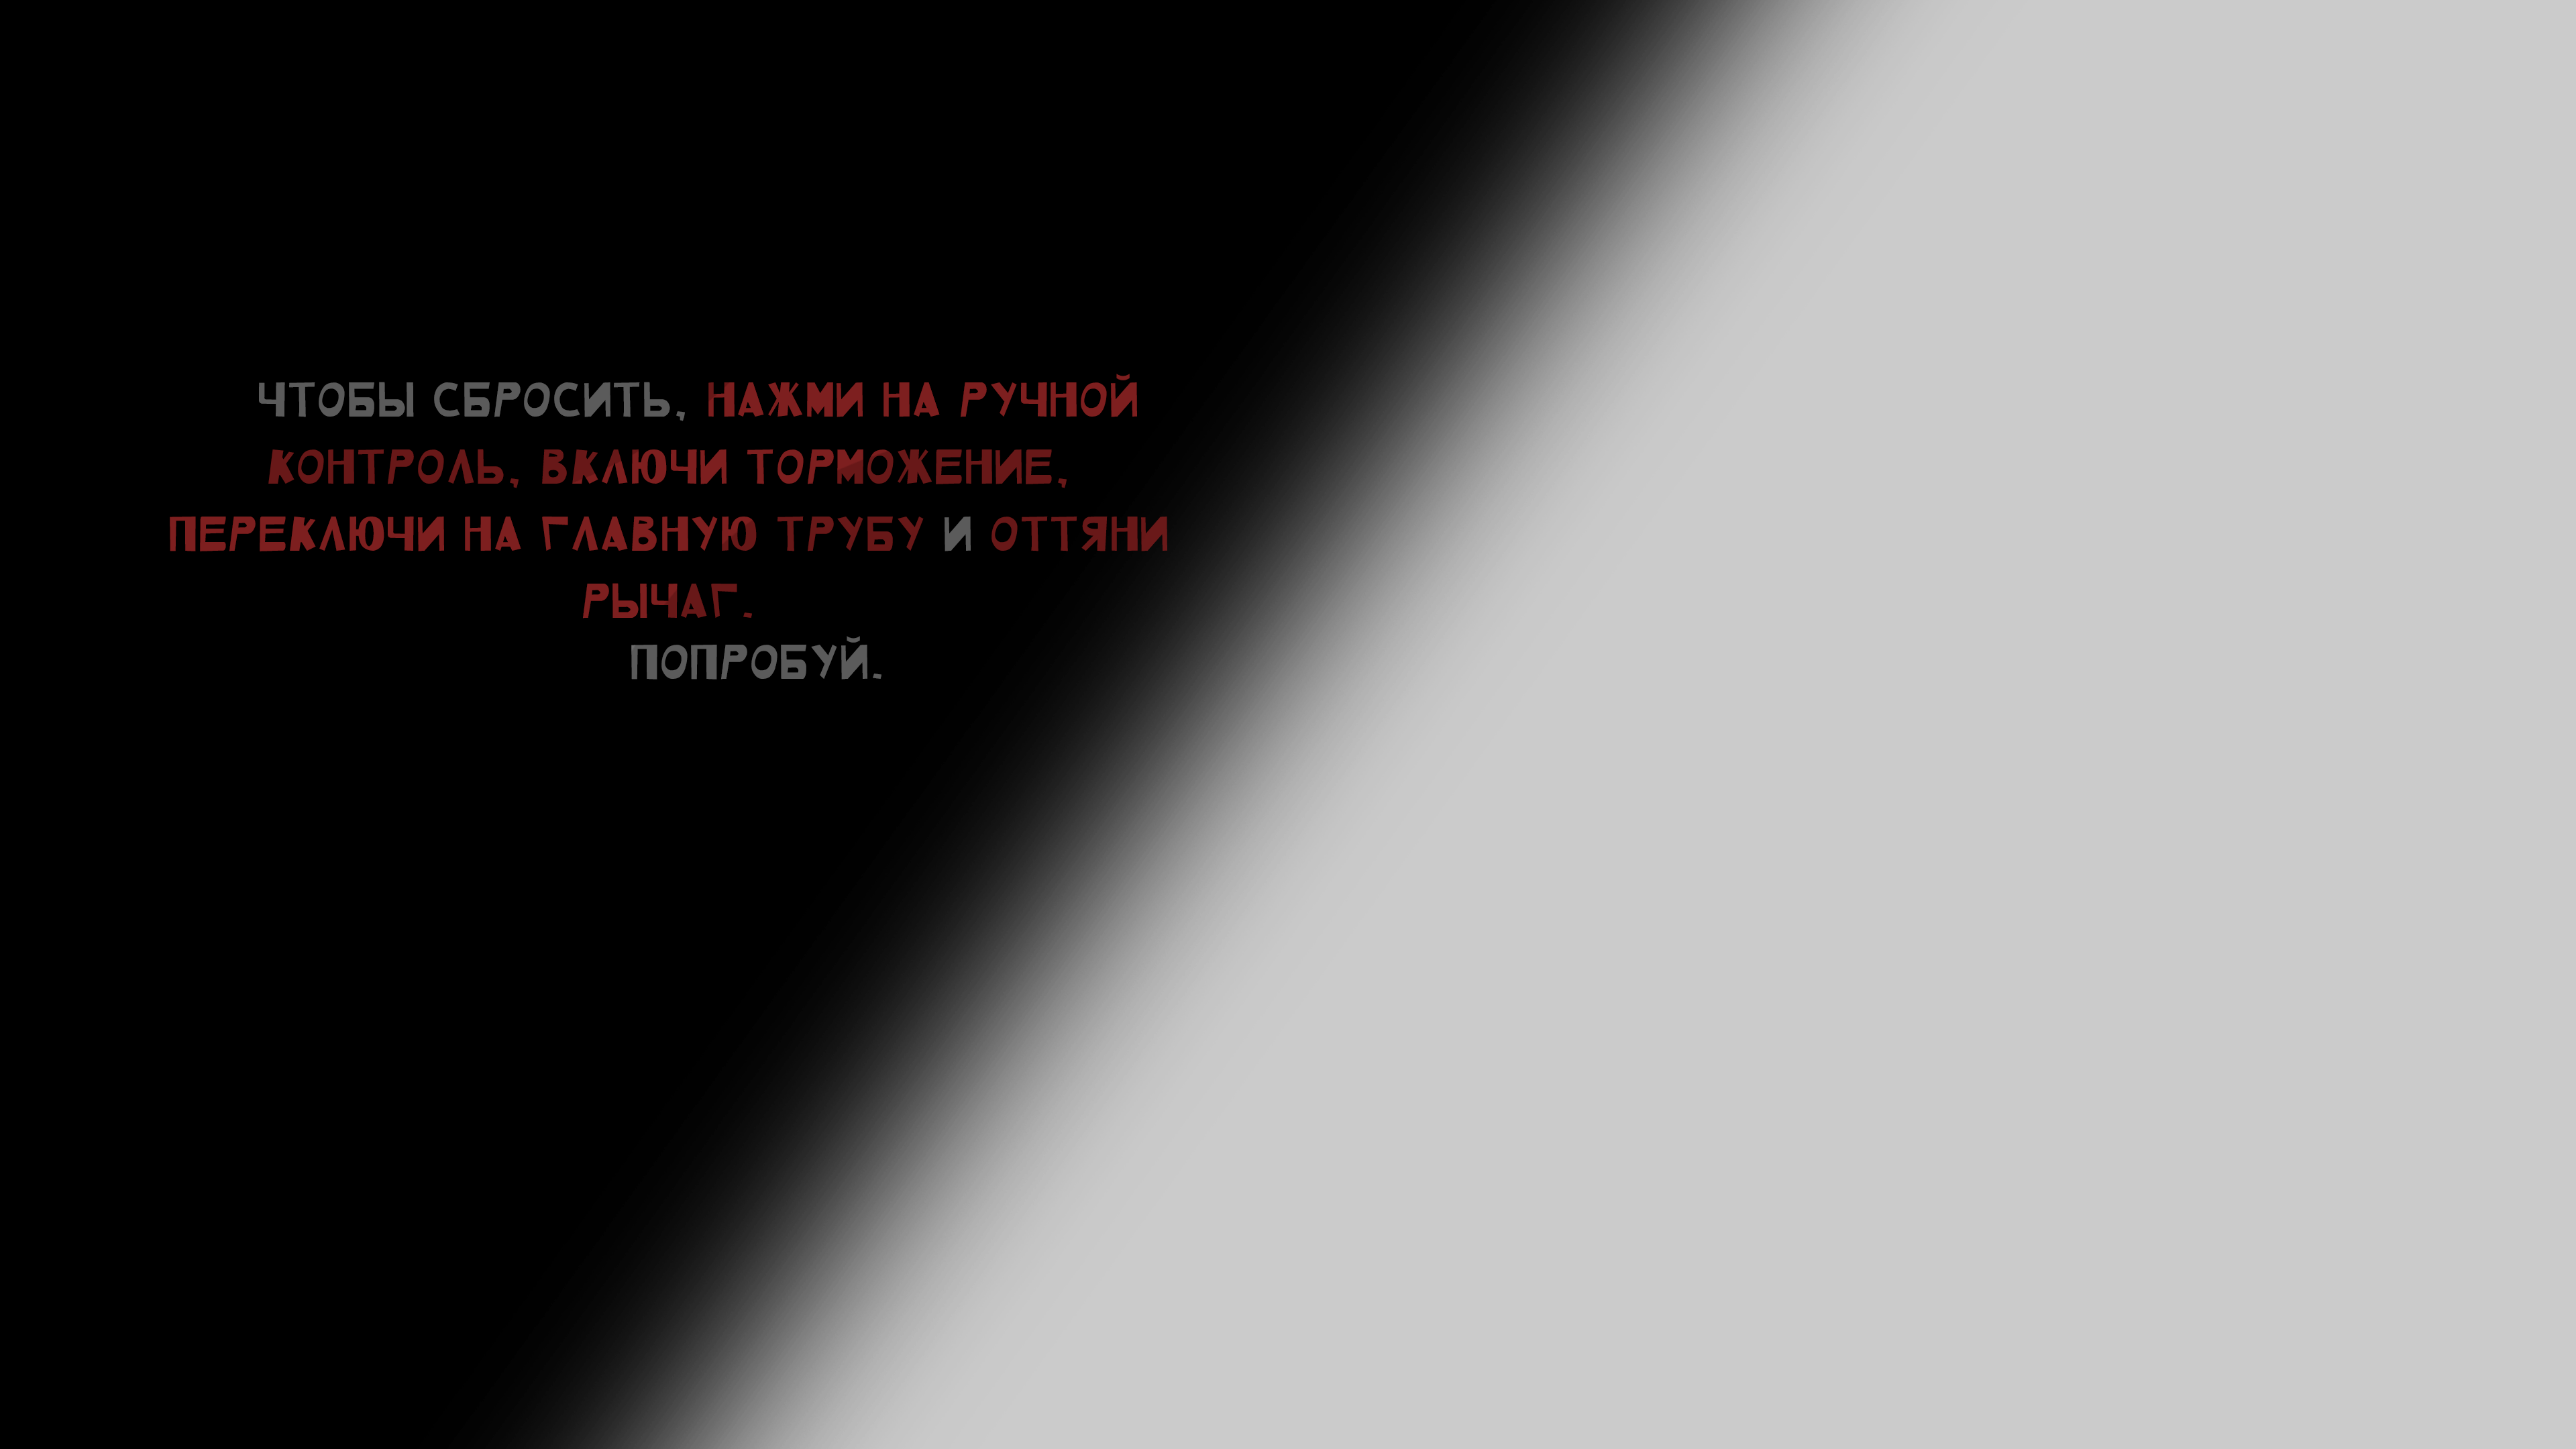 ЧТОБЫ СБРОСИТЬ, НАЖМИ НА РУЧНОЙ
КОНТРОЛЬ, ВКЛЮЧИ ТОРМОЖЕНИЕ,
ПЕРЕКЛЮЧИ НА ГЛАВНУЮ ТРУБУ И ОТТЯНИ
РЫЧАГ.
ПОПРОБУЙ.